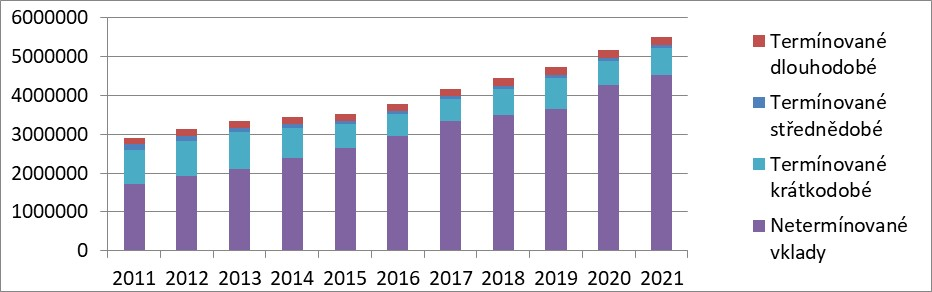 6000000
5000000
4000000
3000000
2000000
1000000
0
2011 2012 2013 2014 2015 2016 2017 2018 2019 2020 2021
Termínované
dlouhodobé
Termínované
střednědobé
Termínované
krátkodobé
Netermínované
vklady